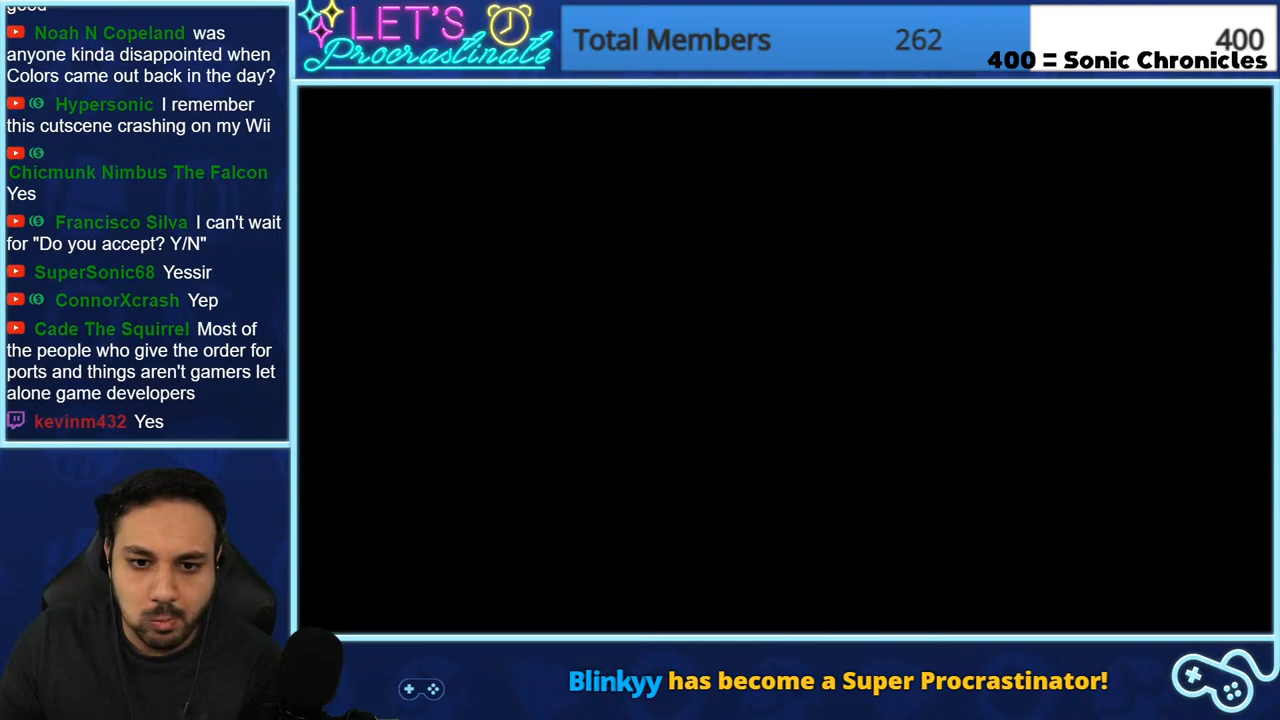 good
Noah N Copeland was
anyone kinda disappointed when
Colors came out back in the day?
Hypersonic I remember
this cutscene crashing on my Wii
Chicmunk Nimbus The Falcon
Yes
Francisco Silva I can't wait
for "Do you accept? Y/N"
SuperSonic68 Yessir
ConnorXcrash Yep
Cade The Squirrel Most of
the people who give the order for
ports and things aren't gamers let
alone game developers
kevinm432 Yes
LET'S
Procrastinate
Total Members 262 400
400 = Sonic Chronicles
Blinkyy has become a Super Procrastinator!